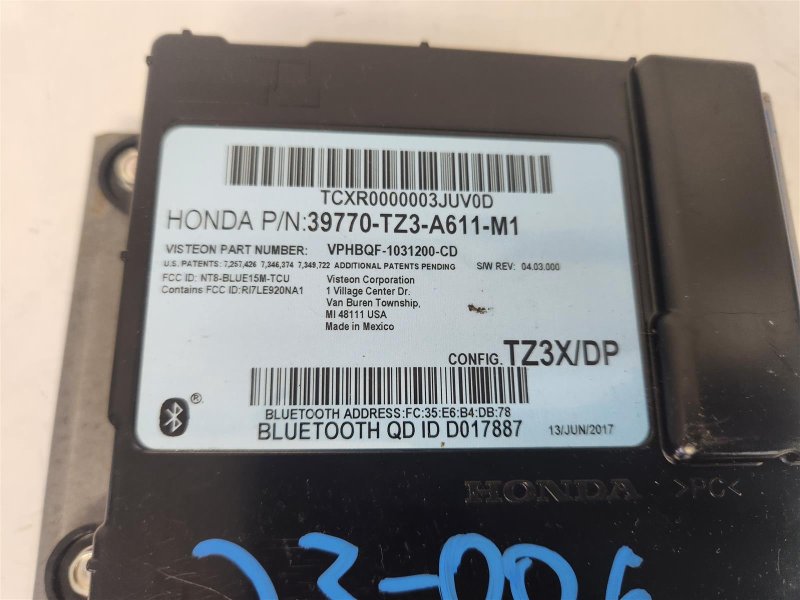 TCXR0000003JUV0D
HONDA P/N:39770-TZ3-A611-M1
VISTEON PART NUMBER: VPHBQF-1031200-CD
U.S. PATENTS: 7,257,426 7,346,374 7,349,722 ADDITIONAL PATENTS PENDING S/W REV: 04.03.000
FCC ID: NT8-BLUE15M-TCU
Contains FCC ID:RI7LE920NA1
Visteon Corporation
1 Village Center Dr.
Van Buren Township,
MI 48111 USA
Made in Mexico
CONFIG. TZ3X/DP
BLUETOOTH ADDRESS:FC:35:E6:B4:DB:78
BLUETOOTH QD ID D017887 13/JUN/2017
®
HONDA >PC<
23-006